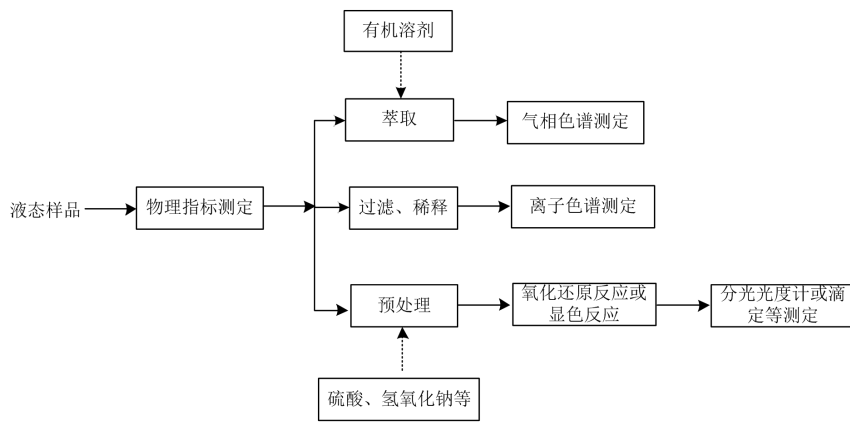 有机溶剂
萃取
气相色谱测定
液态样品
物理指标测定
过滤、稀释
离子色谱测定
预处理
氧化还原反应或
显色反应
分光光度计或滴
定等测定
硫酸、氢氧化钠等